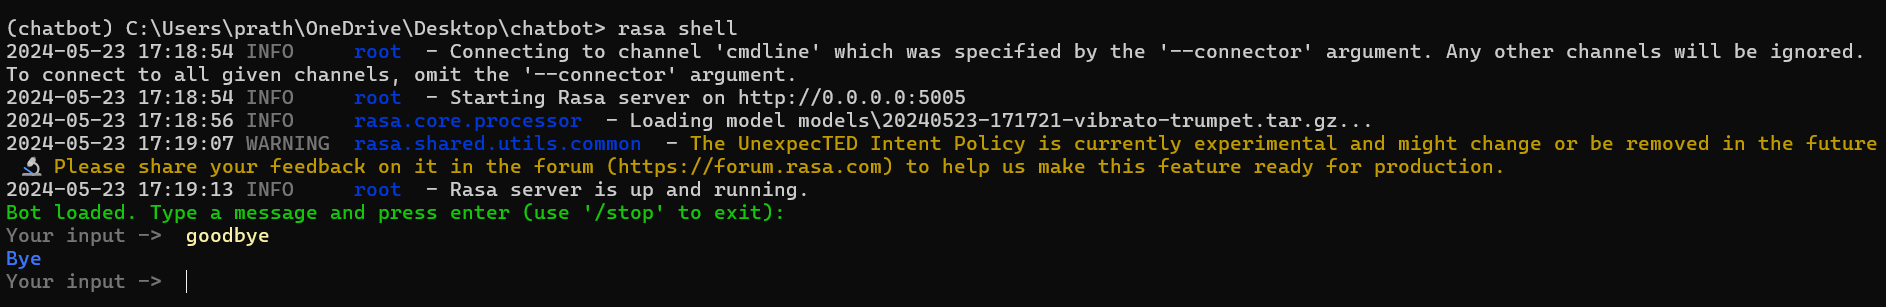 (chatbot) C:\Users\prath\OneDrive\Desktop\chatbot> rasa shell
2024-05-23 17:18:54 INFO     root  - Connecting to channel 'cmdline' which was specified by the '--connector' argument. Any other channels will be ignored.
To connect to all given channels, omit the '--connector' argument.
2024-05-23 17:18:54 INFO     root  - Starting Rasa server on http://0.0.0.0:5005
2024-05-23 17:18:56 INFO     rasa.core.processor  - Loading model models\20240523-171721-vibrato-trumpet.tar.gz...
2024-05-23 17:19:07 WARNING  rasa.shared.utils.common  - The UnexpecTED Intent Policy is currently experimental and might change or be removed in the future
🔬 Please share your feedback on it in the forum (https://forum.rasa.com) to help us make this feature ready for production.
2024-05-23 17:19:13 INFO     root  - Rasa server is up and running.
Bot loaded. Type a message and press enter (use '/stop' to exit):
Your input ->  goodbye
Bye
Your input ->